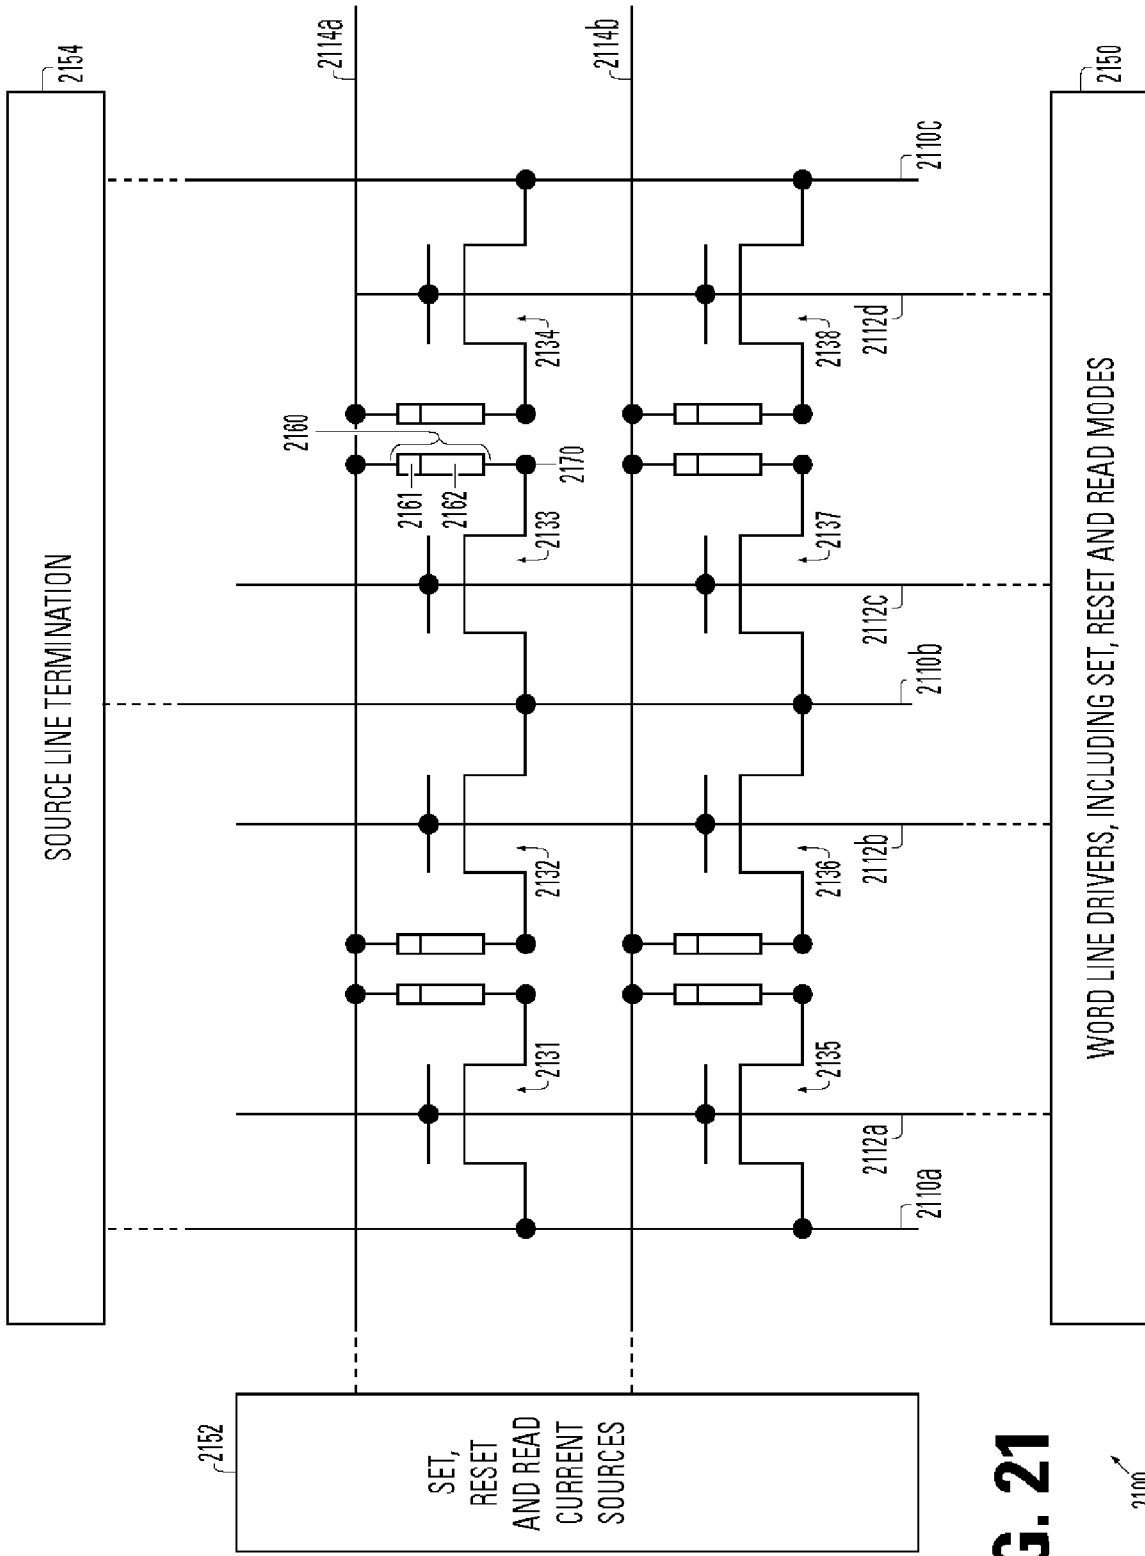 SOURCE LINE TERMINATION
2154
2152
SET,
RESET
AND READ
CURRENT
SOURCES
2114a
2114b
2160
2161
2162
2170
2131
2132
2133
2134
2135
2136
2137
2138
2110a
2112a
2112b
2110b
2112c
2112d
2110c
2150
WORD LINE DRIVERS, INCLUDING SET, RESET AND READ MODES
G. 21
2100